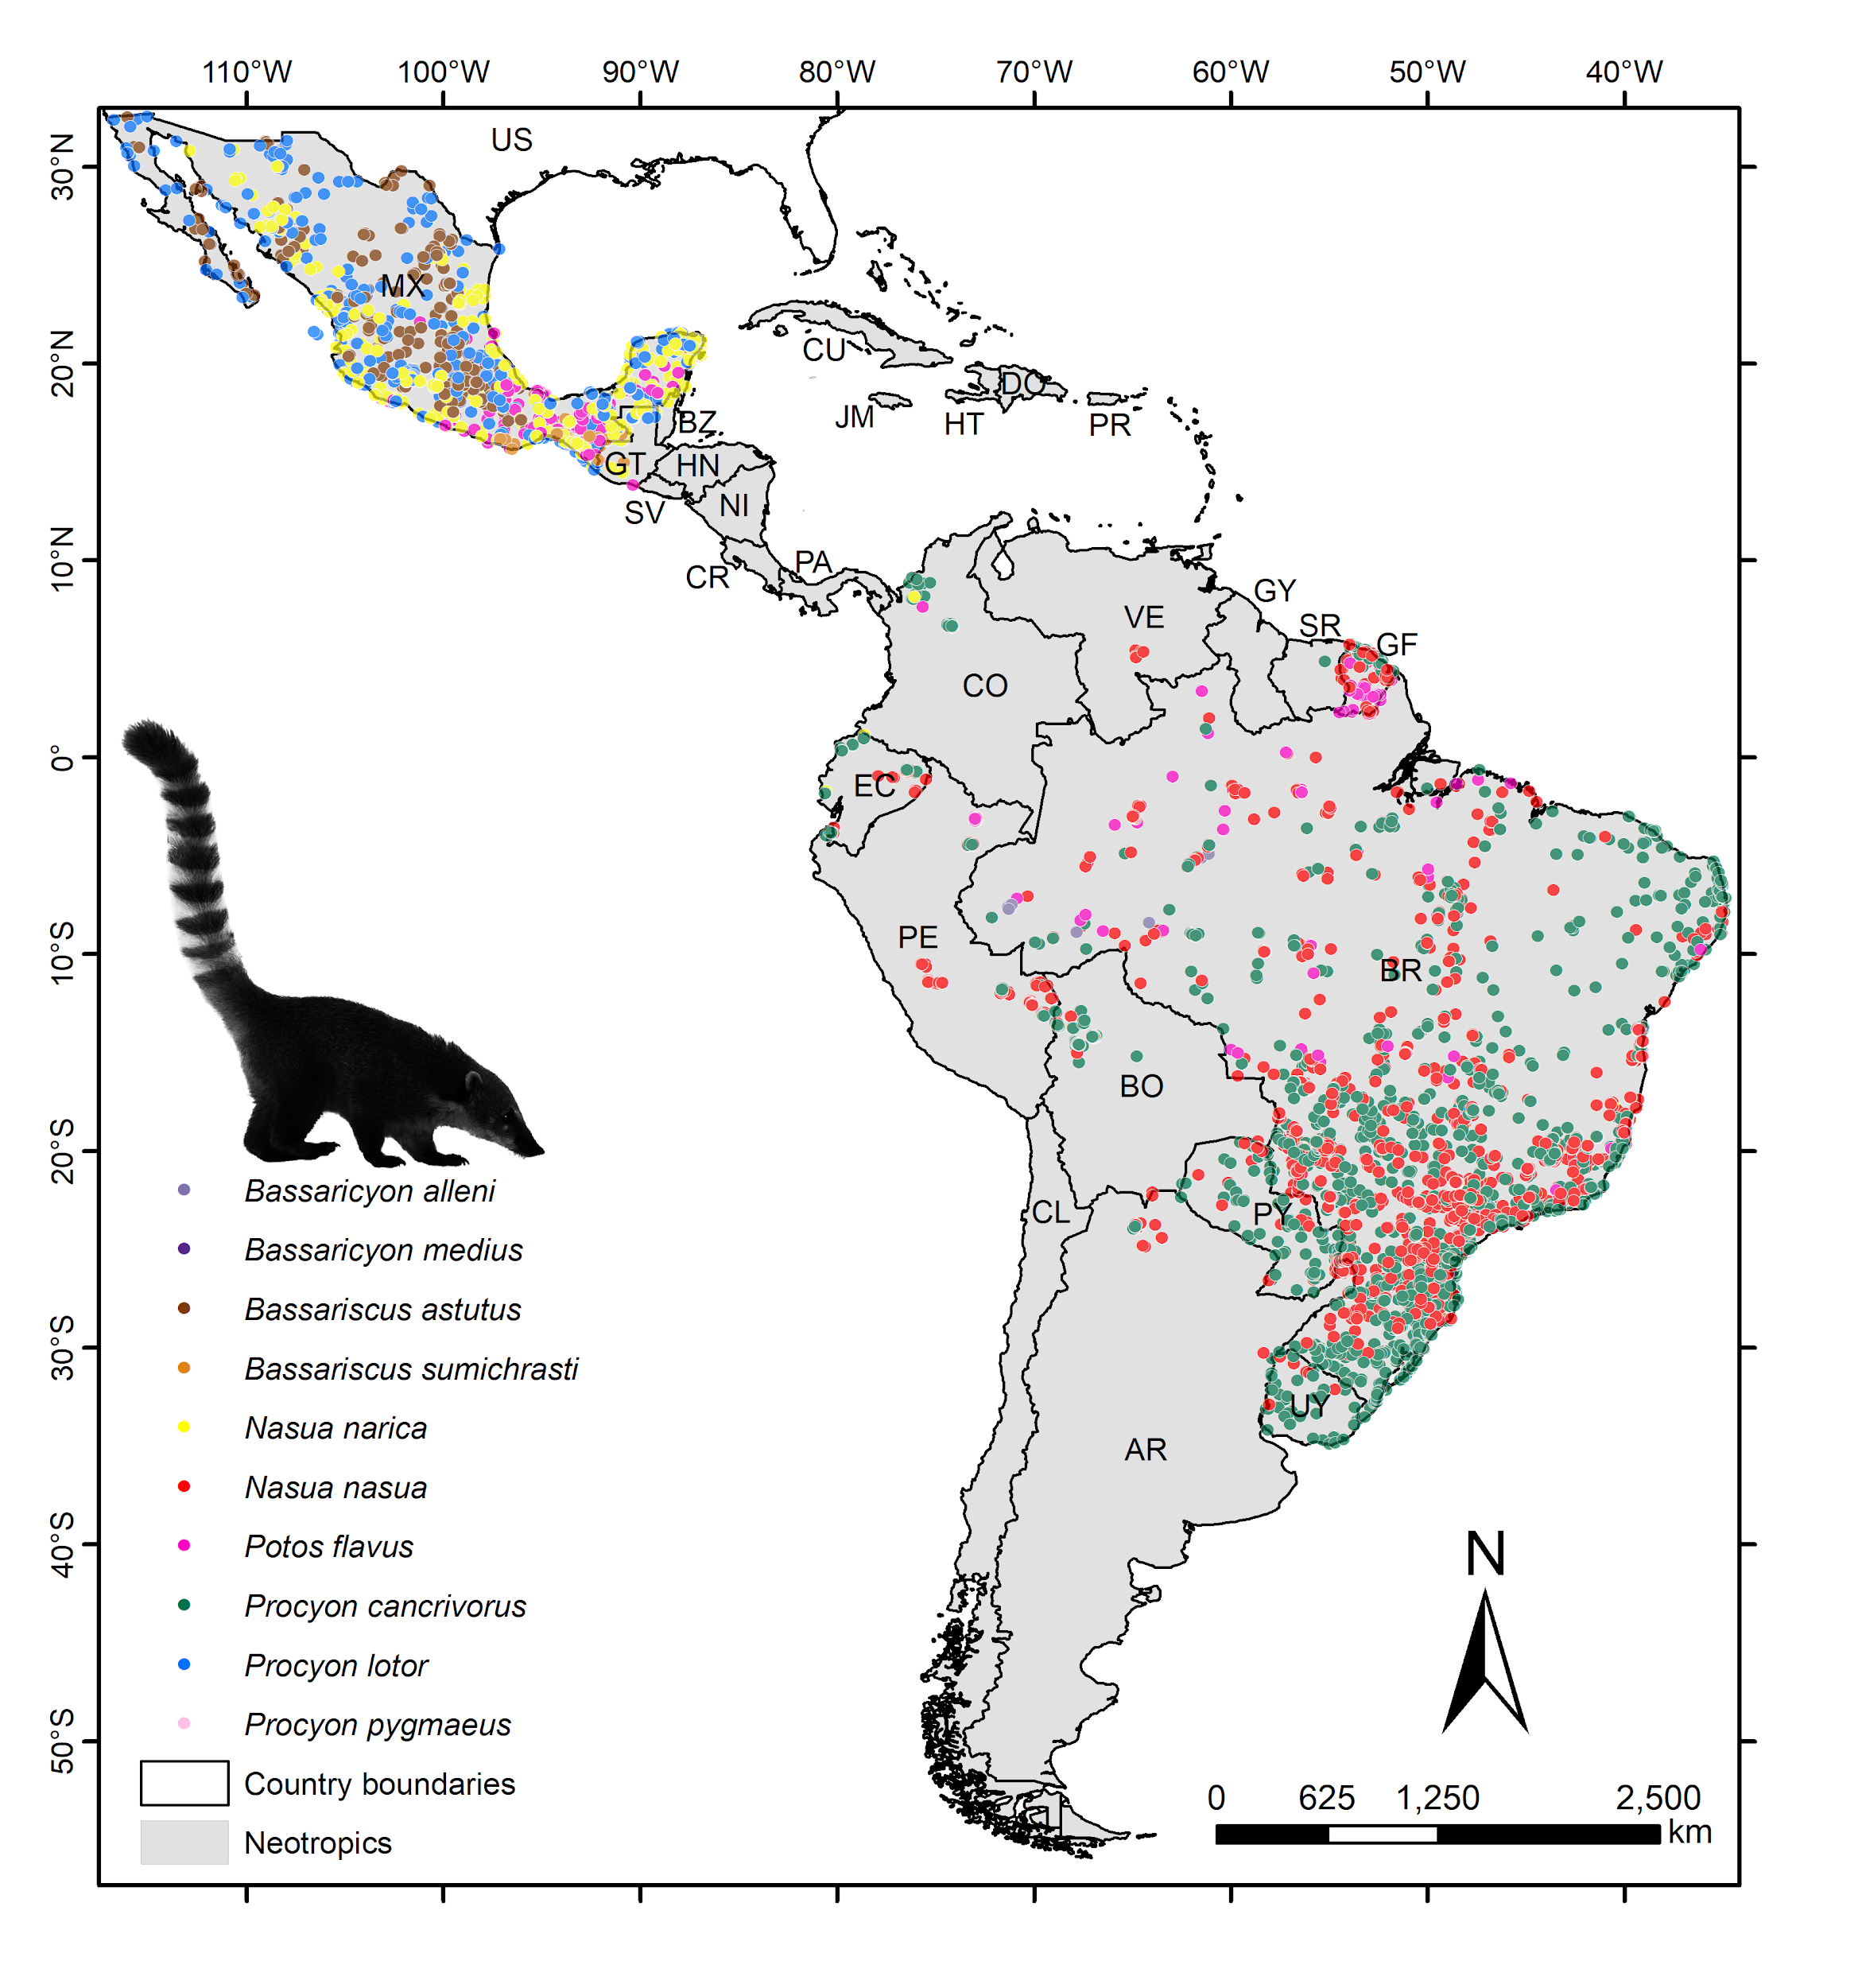 110°W 100°W 90°W 80°W 70°W 60°W 50°W 40°W
30°N
20°N
10°N
0°
10°S
20°S
30°S
40°S
50°S
US
MX
CU
DO
JM
HT
PR
BZ
GT
HN
SV
NI
CR
PA
VE
GY
SR
GF
CO
EC
PE
BR
BO
CL
PY
UY
AR
Bassaricyon alleni
Bassaricyon medius
Bassariscus astutus
Bassariscus sumichrasti
Nasua narica
Nasua nasua
Potos flavus
Procyon cancrivorus
Procyon lotor
Procyon pygmaeus
Country boundaries
Neotropics
N
0 625 1,250 2,500
km